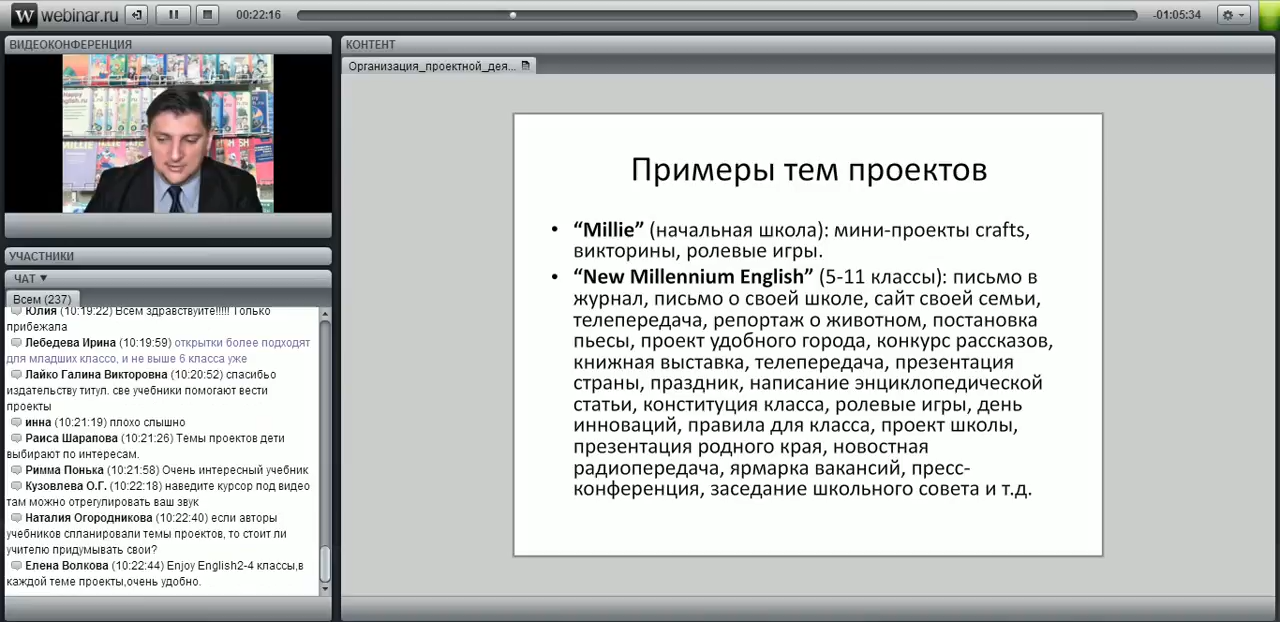 W webinar.ru
00:22:16
-01:05:34
ВИДЕОКОНФЕРЕНЦИЯ
MILLIE
УЧАСТНИКИ
ЧАТ ▼
Всем (237)
Юлия (10:19:22) Всем здравствуйте!!!!! Только
прибежала
Лебедева Ирина (10:19:59) открытки более подходят
для младших классо, и не выше 6 класса уже
Лайко Галина Викторовна (10:20:52) спасибьо
издательству титул. све учебники помогают вести
проекты
инна (10:21:19) плохо слышно
Раиса Шарапова (10:21:26) Темы проектов дети
выбирают по интересам.
Римма Понька (10:21:58) Очень интересный учебник
Кузовлева О.Г. (10:22:18) наведите курсор под видео
там можно отрегулировать ваш звук
Наталия Огородникова (10:22:40) если авторы
учебников спланировали темы проектов, то стоит ли
учителю придумывать свои?
Елена Волкова (10:22:44) Enjoy English2-4 классы,в
каждой теме проекты,очень удобно.
КОНТЕНТ
Организация_проектной_дея...
Примеры тем проектов
• “Millie” (начальная школа): мини-проекты crafts,
викторины, ролевые игры.
• “New Millennium English” (5-11 классы): письмо в
журнал, письмо о своей школе, сайт своей семьи,
телепередача, репортаж о животном, постановка
пьесы, проект удобного города, конкурс рассказов,
книжная выставка, телепередача, презентация
страны, праздник, написание энциклопедической
статьи, конституция класса, ролевые игры, день
инноваций, правила для класса, проект школы,
презентация родного края, новостная
радиопередача, ярмарка вакансий, пресс-
конференция, заседание школьного совета и т.д.